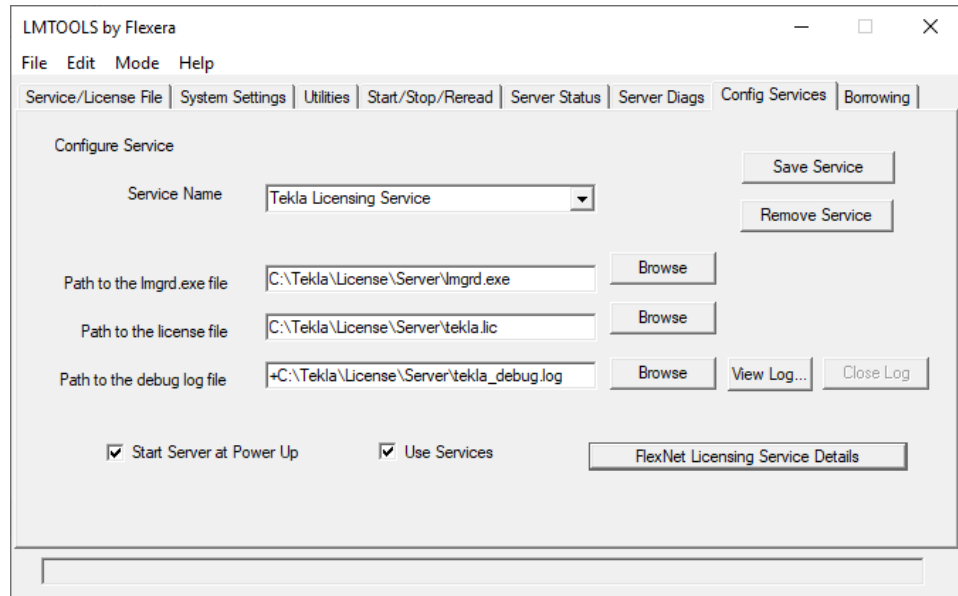 LMTOOLS by Flexera
File Edit Mode Help
Service/License File System Settings Utilities Start/Stop/Reread Server Status Server Diags Config Services Borrowing
Configure Service
Save Service
Service Name Tekla Licensing Service
Remove Service
Path to the lmgrd.exe file C:\Tekla\License\Server\lmgrd.exe Browse
Path to the license file C:\Tekla\License\Server\tekla.lic Browse
Path to the debug log file +C:\Tekla\License\Server\tekla_debug.log Browse View Log... Close Log
Start Server at Power Up Use Services FlexNet Licensing Service Details